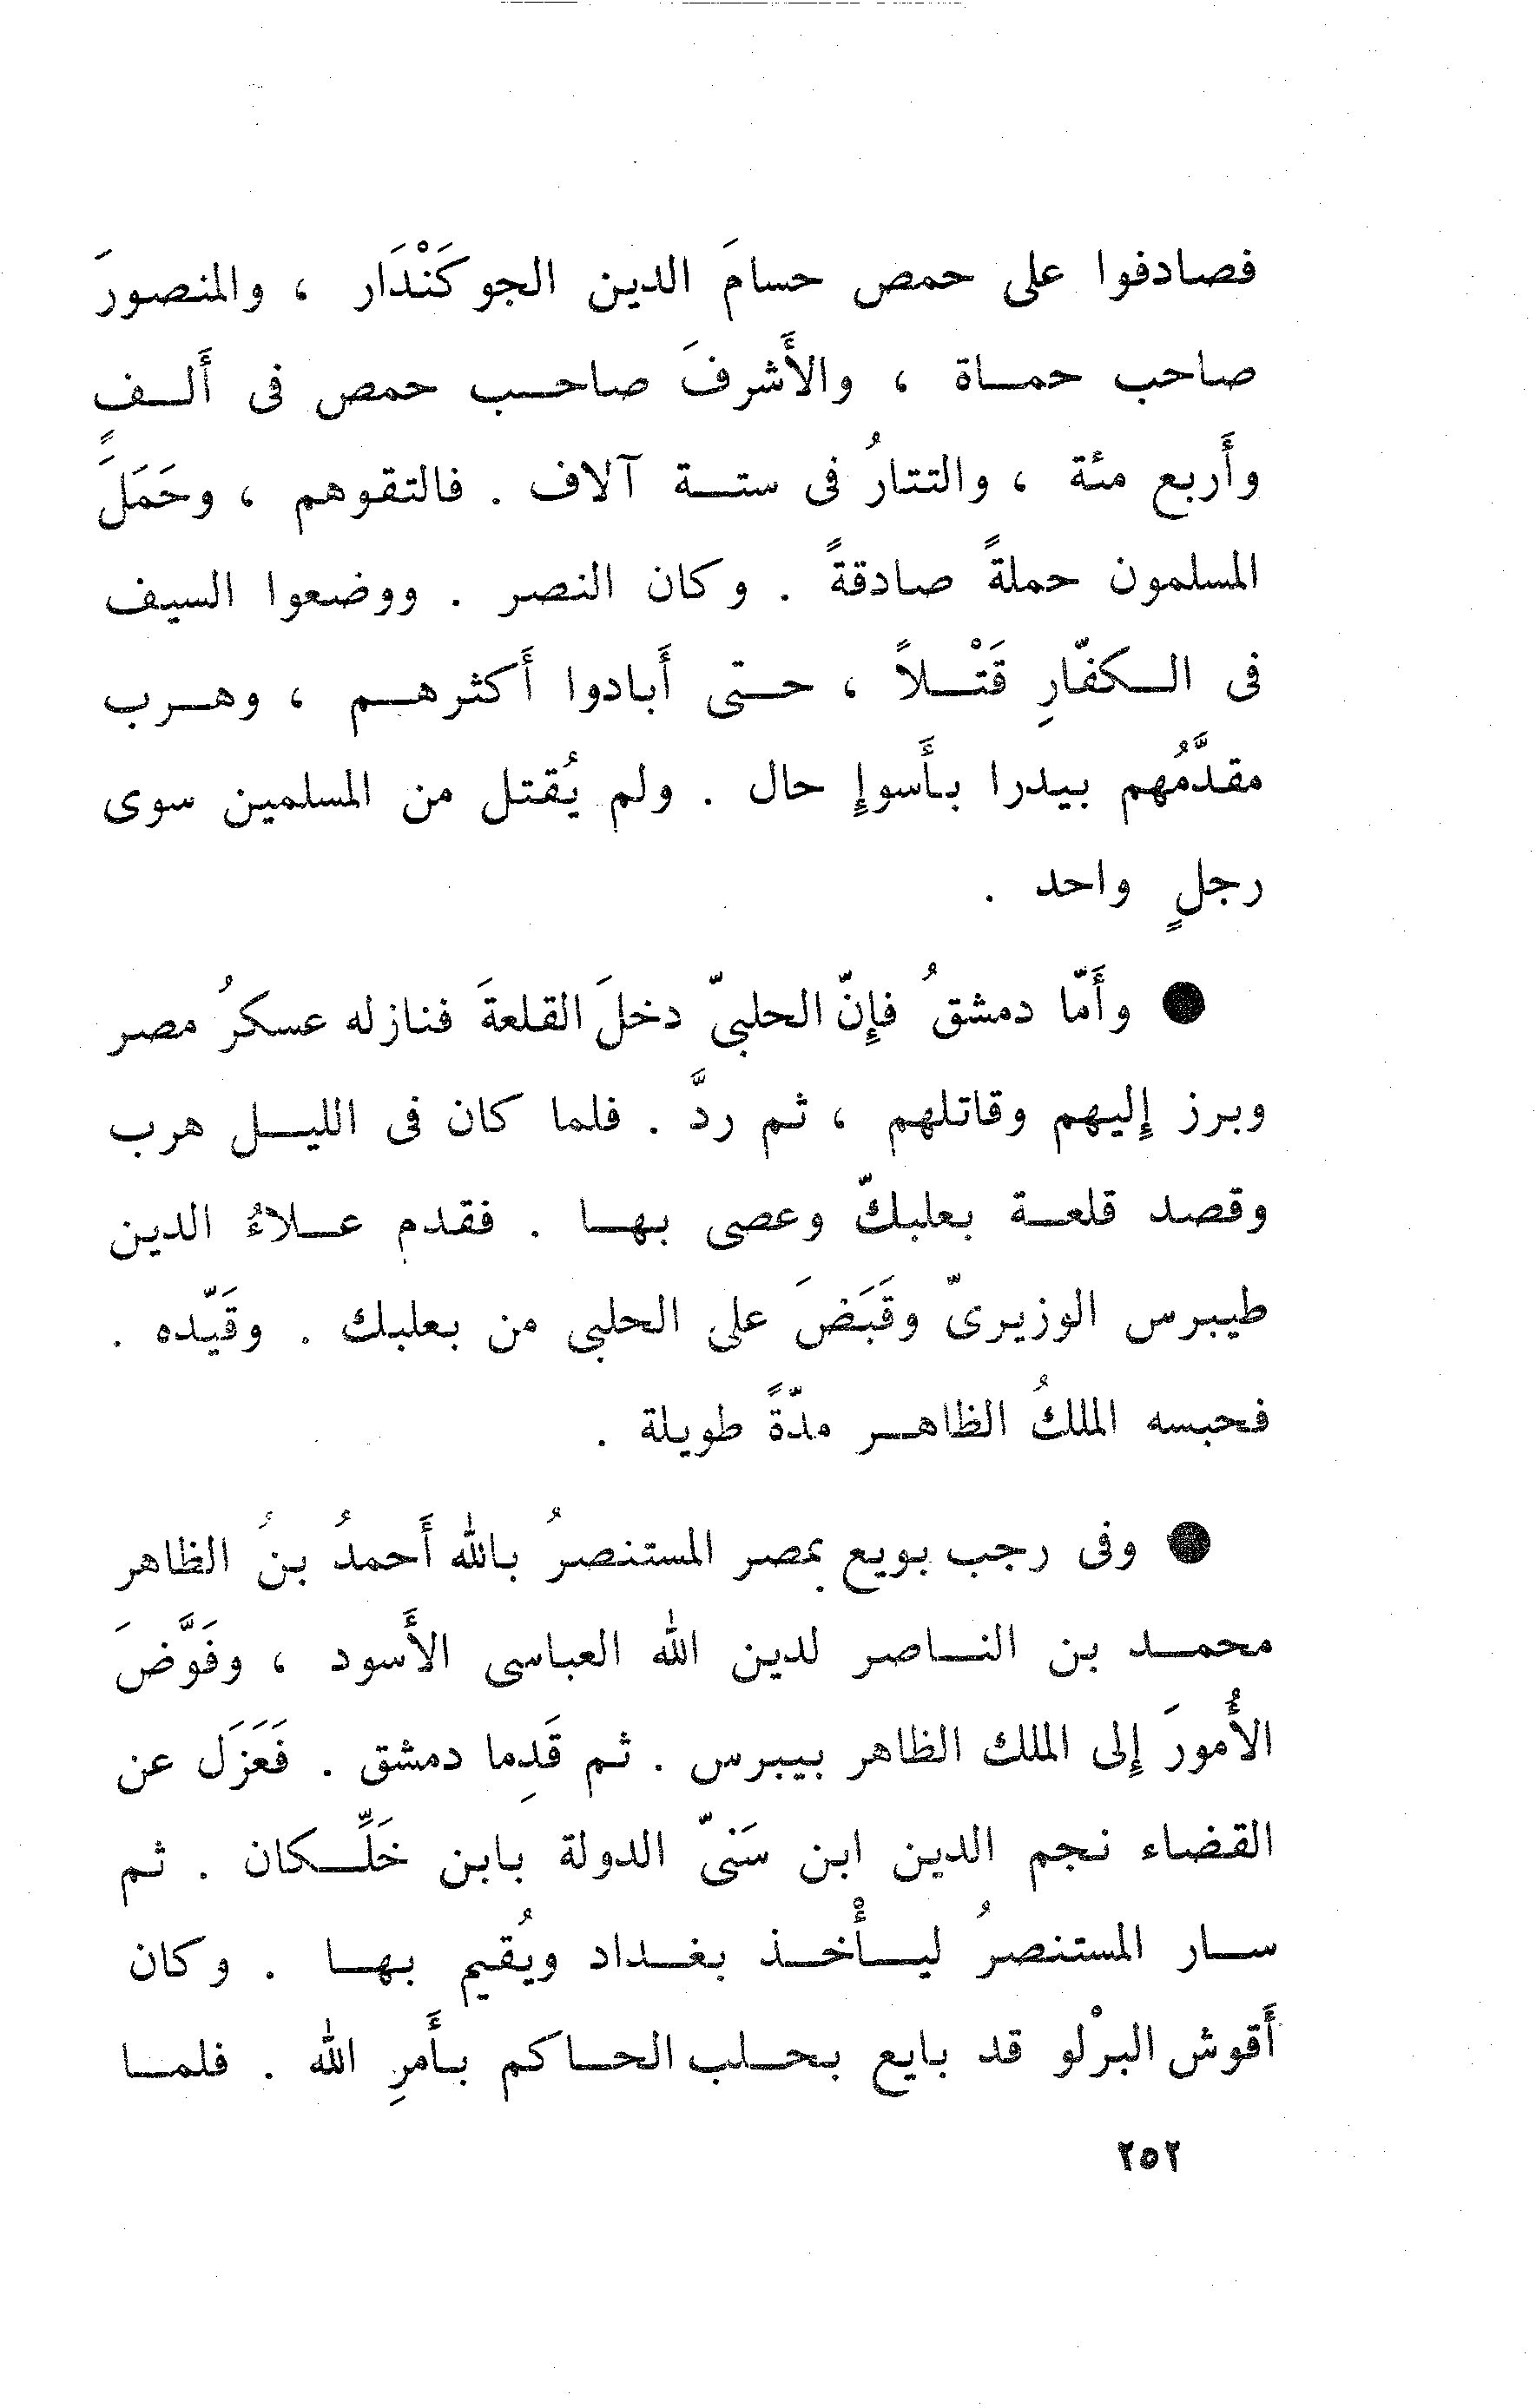 فصادفوا على حمص حسامَ الدين الجوكَنْدَار ، والمنصورَ
صاحب حماة ، والأَشرفَ صاحب حمص فى أَلفٍ
وأَربع مئة ، والتتارُ فى ستة آلاف . فالتقوهم ، وحَمَلَ
المسلمون حملةً صادقةً . وكان النصر . ووضعوا السيف
فى الكفّارِ قَتْلاً ، حتى أَبادوا أَكثرهم ، وهرب
مقدَّمُهم بيدرا بأَسوإِ حال . ولم يُقتل من المسلمين سوى
رجلٍ واحد .
● وأَمّا دمشقُ فإِنّ الحلبىّ دخلَ القلعةَ فنازله عسكرُ مصر
وبرز إِليهم وقاتلهم ، ثم ردَّ . فلما كان فى الليل هرب
وقصد قلعة بعلبكّ وعصى بها . فقدم علاءُ الدين
طيبرس الوزيرىّ وقَبَضَ على الحلبى من بعلبك . وقَيّده .
فحبسه الملكُ الظاهر مدّةً طويلة .
● وفى رجب بويع بمصر المستنصرُ بالله أَحمدُ بنُ الظاهر
محمد بن الناصر لدين الله العباسى الأَسود ، وفَوَّضَ
الأُمورَ إِلى الملك الظاهر بيبرس . ثم قَدِما دمشق . فَعَزَل عن
القضاء نجم الدين ابن سَنىّ الدولة بابن خَلِّكان . ثم
سار المستنصرُ ليأْخذ بغداد ويُقيم بها . وكان
أَقوش البرْلو قد بايع بحلب الحاكم بأَمرِ الله . فلما
٢٥٢